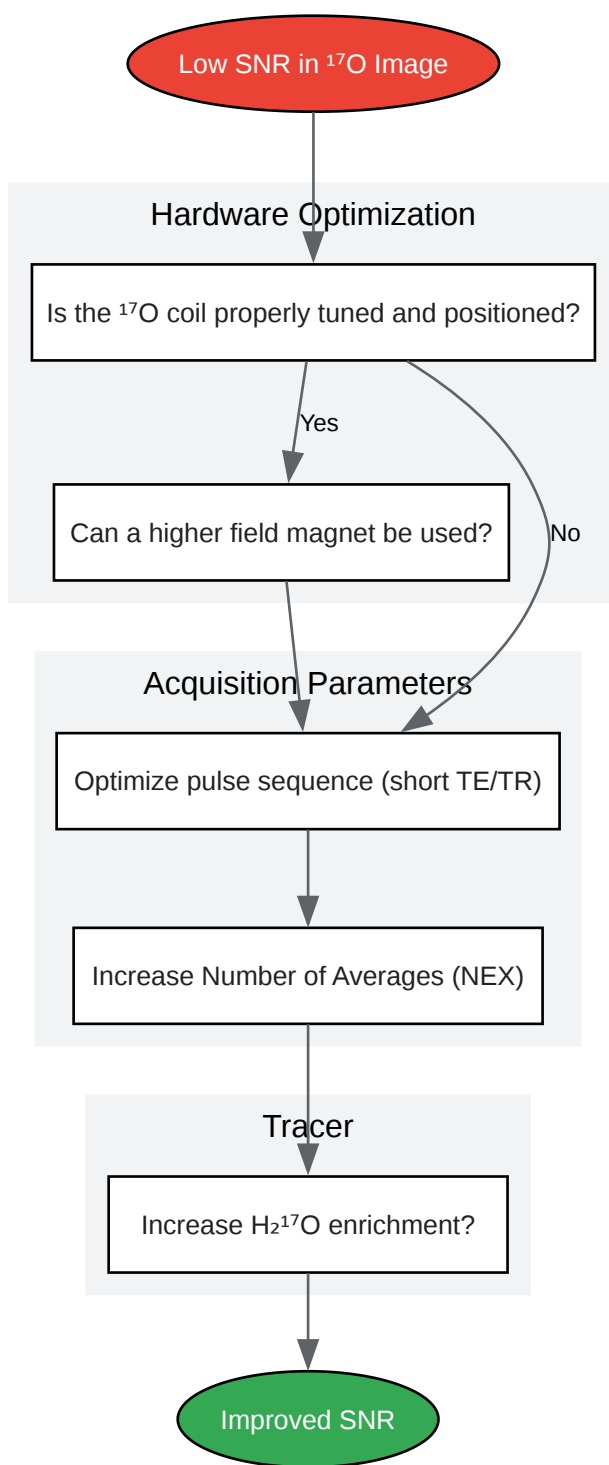 Low SNR in ¹⁷O Image
Hardware Optimization
Is the ¹⁷O coil properly tuned and positioned?
Yes
Can a higher field magnet be used?
No
Acquisition Parameters
Optimize pulse sequence (short TE/TR)
Increase Number of Averages (NEX)
Tracer
Increase H₂¹⁷O enrichment?
Improved SNR